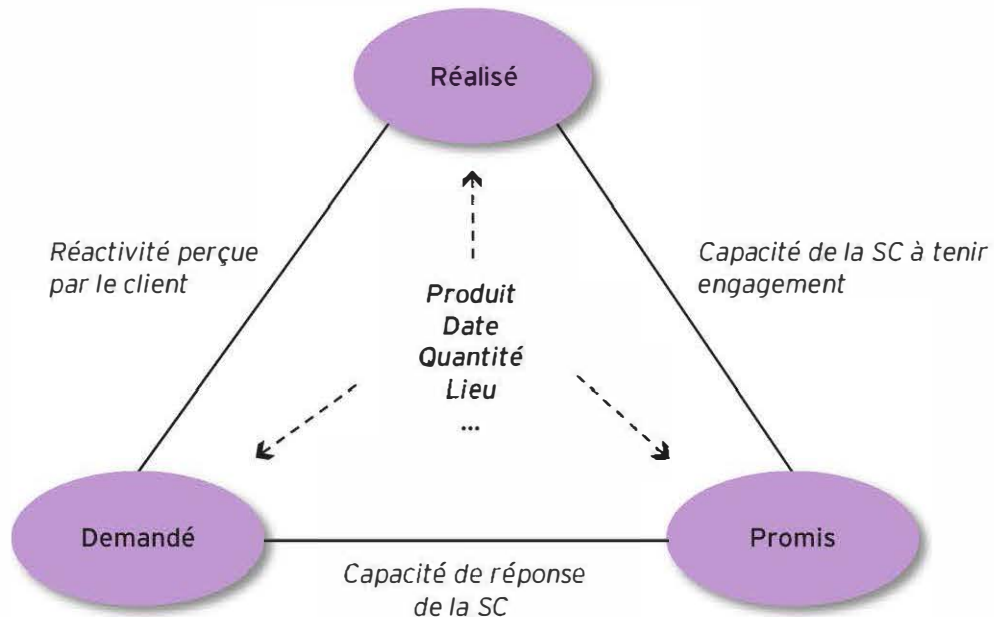 Réalisé
Réactivité perçue
par le client
Capacité de la SC à tenir
engagement
Produit
Date
Quantité
Lieu
...
Demandé
Promis
Capacité de réponse
de la SC